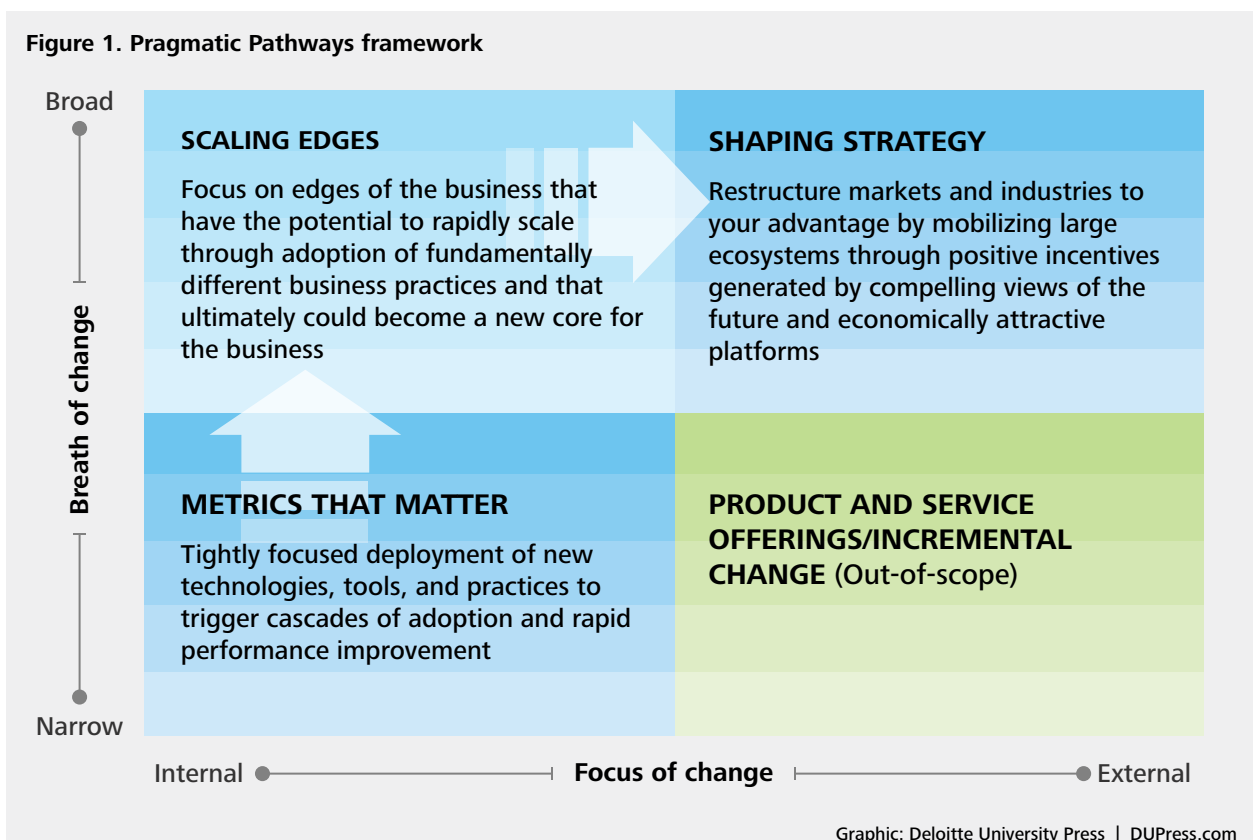 Figure 1. Pragmatic Pathways framework
Broad
Breath of change
Narrow
SCALING EDGES
Focus on edges of the business that
have the potential to rapidly scale
through adoption of fundamentally
different business practices and that
ultimately could become a new core for
the business
SHAPING STRATEGY
Restructure markets and industries to
your advantage by mobilizing large
ecosystems through positive incentives
generated by compelling views of the
future and economically attractive
platforms
METRICS THAT MATTER
Tightly focused deployment of new
technologies, tools, and practices to
trigger cascades of adoption and rapid
performance improvement
PRODUCT AND SERVICE
OFFERINGS/INCREMENTAL
CHANGE (Out-of-scope)
Internal
Focus of change
External
Graphic: Deloitte University Press | DUPress.com